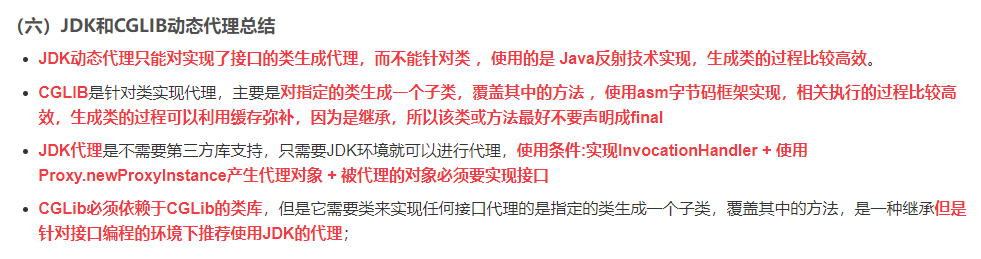 （六）JDK和CGLIB动态代理总结
JDK动态代理只能对实现了接口的类生成代理，而不能针对类 ，使用的是 Java反射技术实现，生成类的过程比较高效。
CGLIB是针对类实现代理，主要是对指定的类生成一个子类，覆盖其中的方法 ，使用asm字节码框架实现，相关执行的过程比较高
效，生成类的过程可以利用缓存弥补，因为是继承，所以该类或方法最好不要声明成final
JDK代理是不需要第三方库支持，只需要JDK环境就可以进行代理，使用条件:实现InvocationHandler + 使用
Proxy.newProxyInstance产生代理对象 + 被代理的对象必须要实现接口
CGLib必须依赖于CGLib的类库，但是它需要类来实现任何接口代理的是指定的类生成一个子类，覆盖其中的方法，是一种继承但是
针对接口编程的环境下推荐使用JDK的代理；